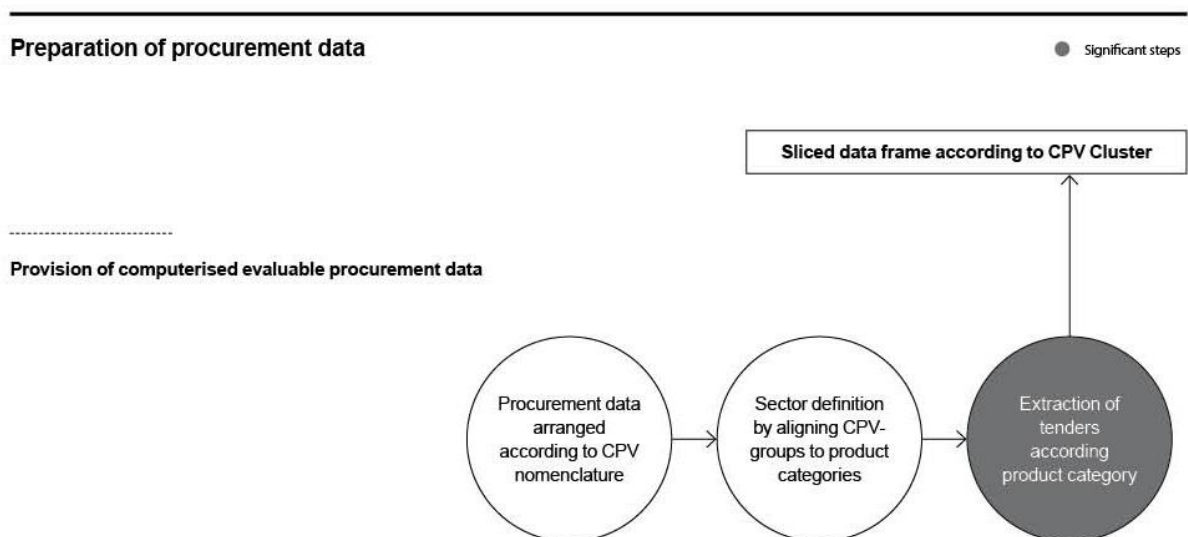 Preparation of procurement data
Significant steps
Sliced data frame according to CPV Cluster
Provision of computerised evaluable procurement data
Procurement data
arranged
according to CPV
nomenclature
Sector definition
by aligning CPV-
groups to product
categories
Extraction of
tenders
according
product category